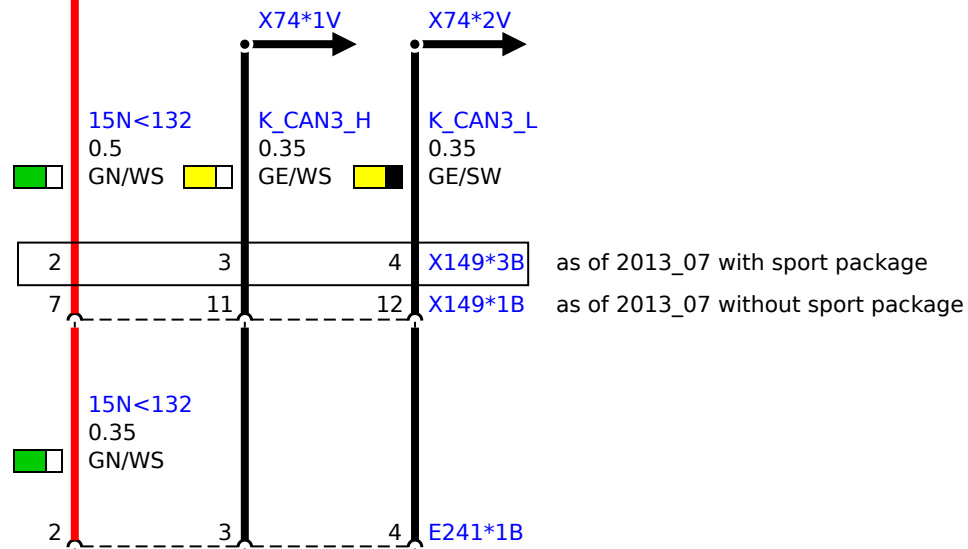 X74*1V X74*2V
15N<132 K_CAN3_H K_CAN3_L
0.5 0.35 0.35
GN/WS GE/WS GE/SW
2 3 4 X149*3B as of 2013_07 with sport package
7 11 12 X149*1B as of 2013_07 without sport package
15N<132
0.35
GN/WS
2 3 4 E241*1B